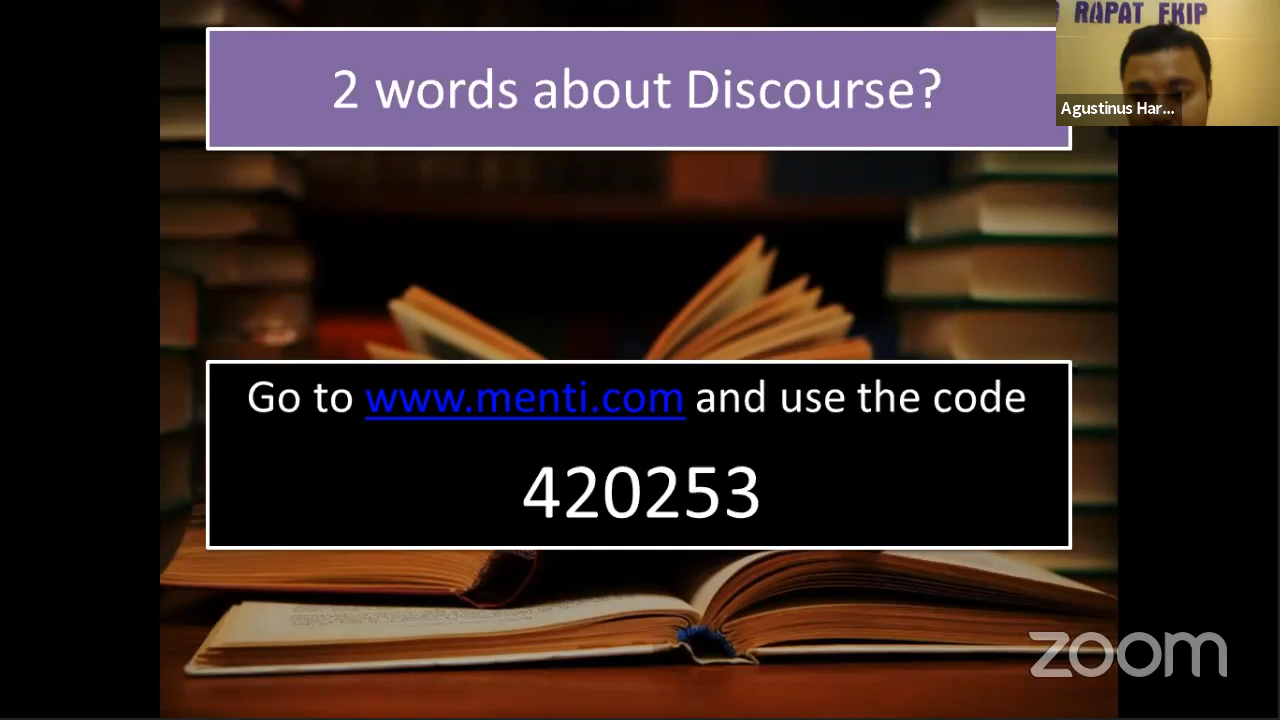 2 words about Discourse?
RAPAT FKIP
Agustinus Har...
Go to www.menti.com and use the code
420253
zoom